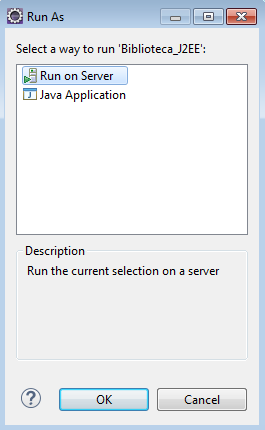 Run As
Select a way to run 'Biblioteca_J2EE':
Run on Server
Java Application
Description
Run the current selection on a server
OK
Cancel